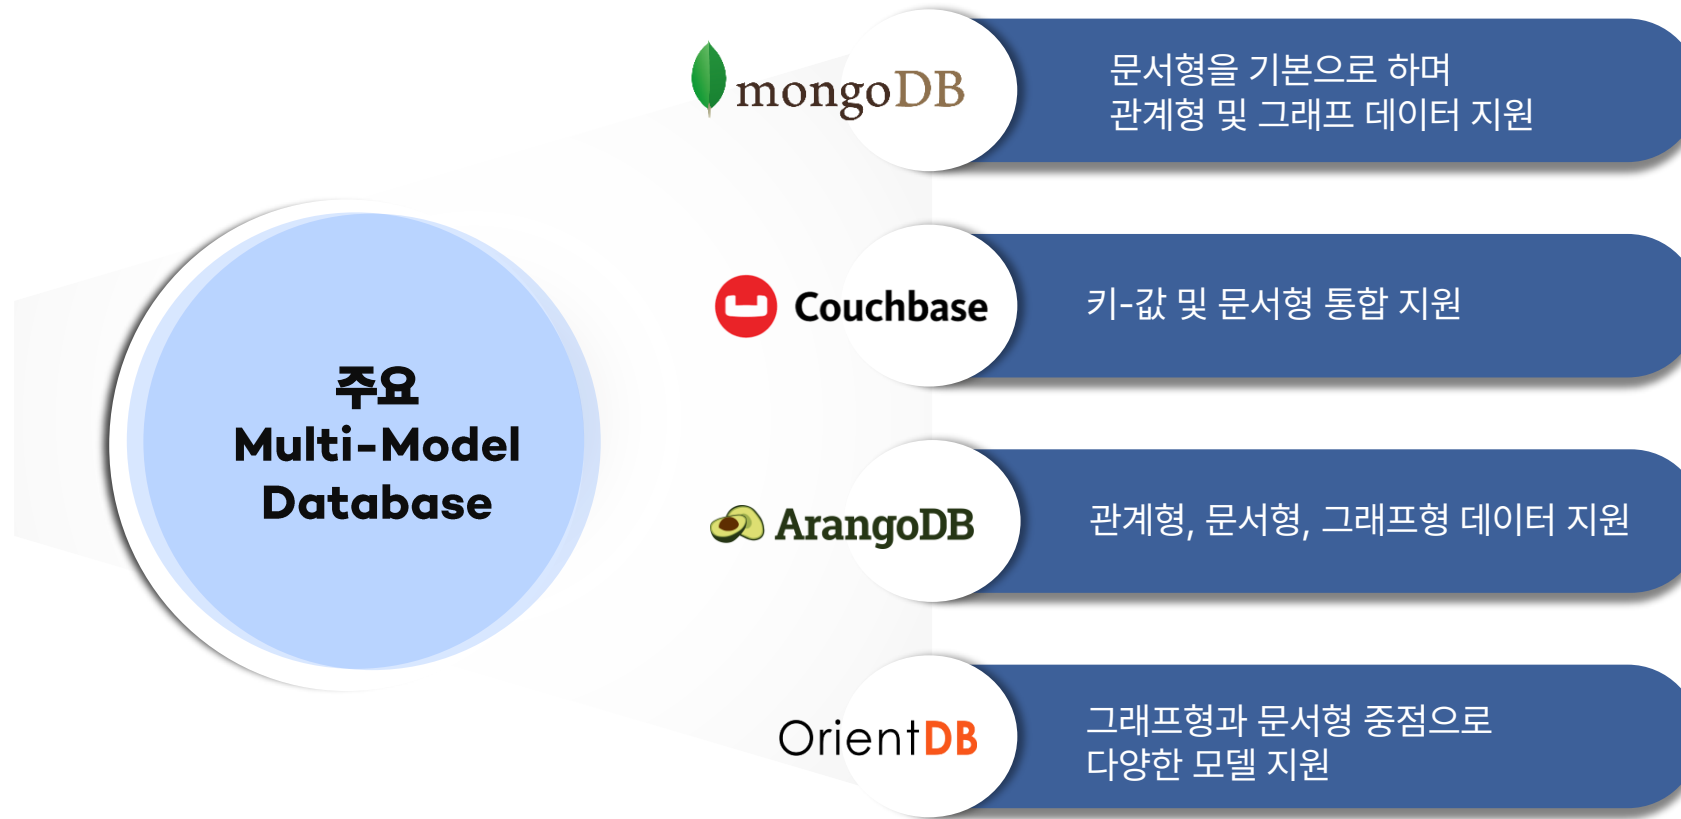 주요
Multi-Model
Database
mongoDB
문서형을 기본으로 하며
관계형 및 그래프 데이터 지원
Couchbase
키-값 및 문서형 통합 지원
ArangoDB
관계형, 문서형, 그래프형 데이터 지원
OrientDB
그래프형과 문서형 중점으로
다양한 모델 지원